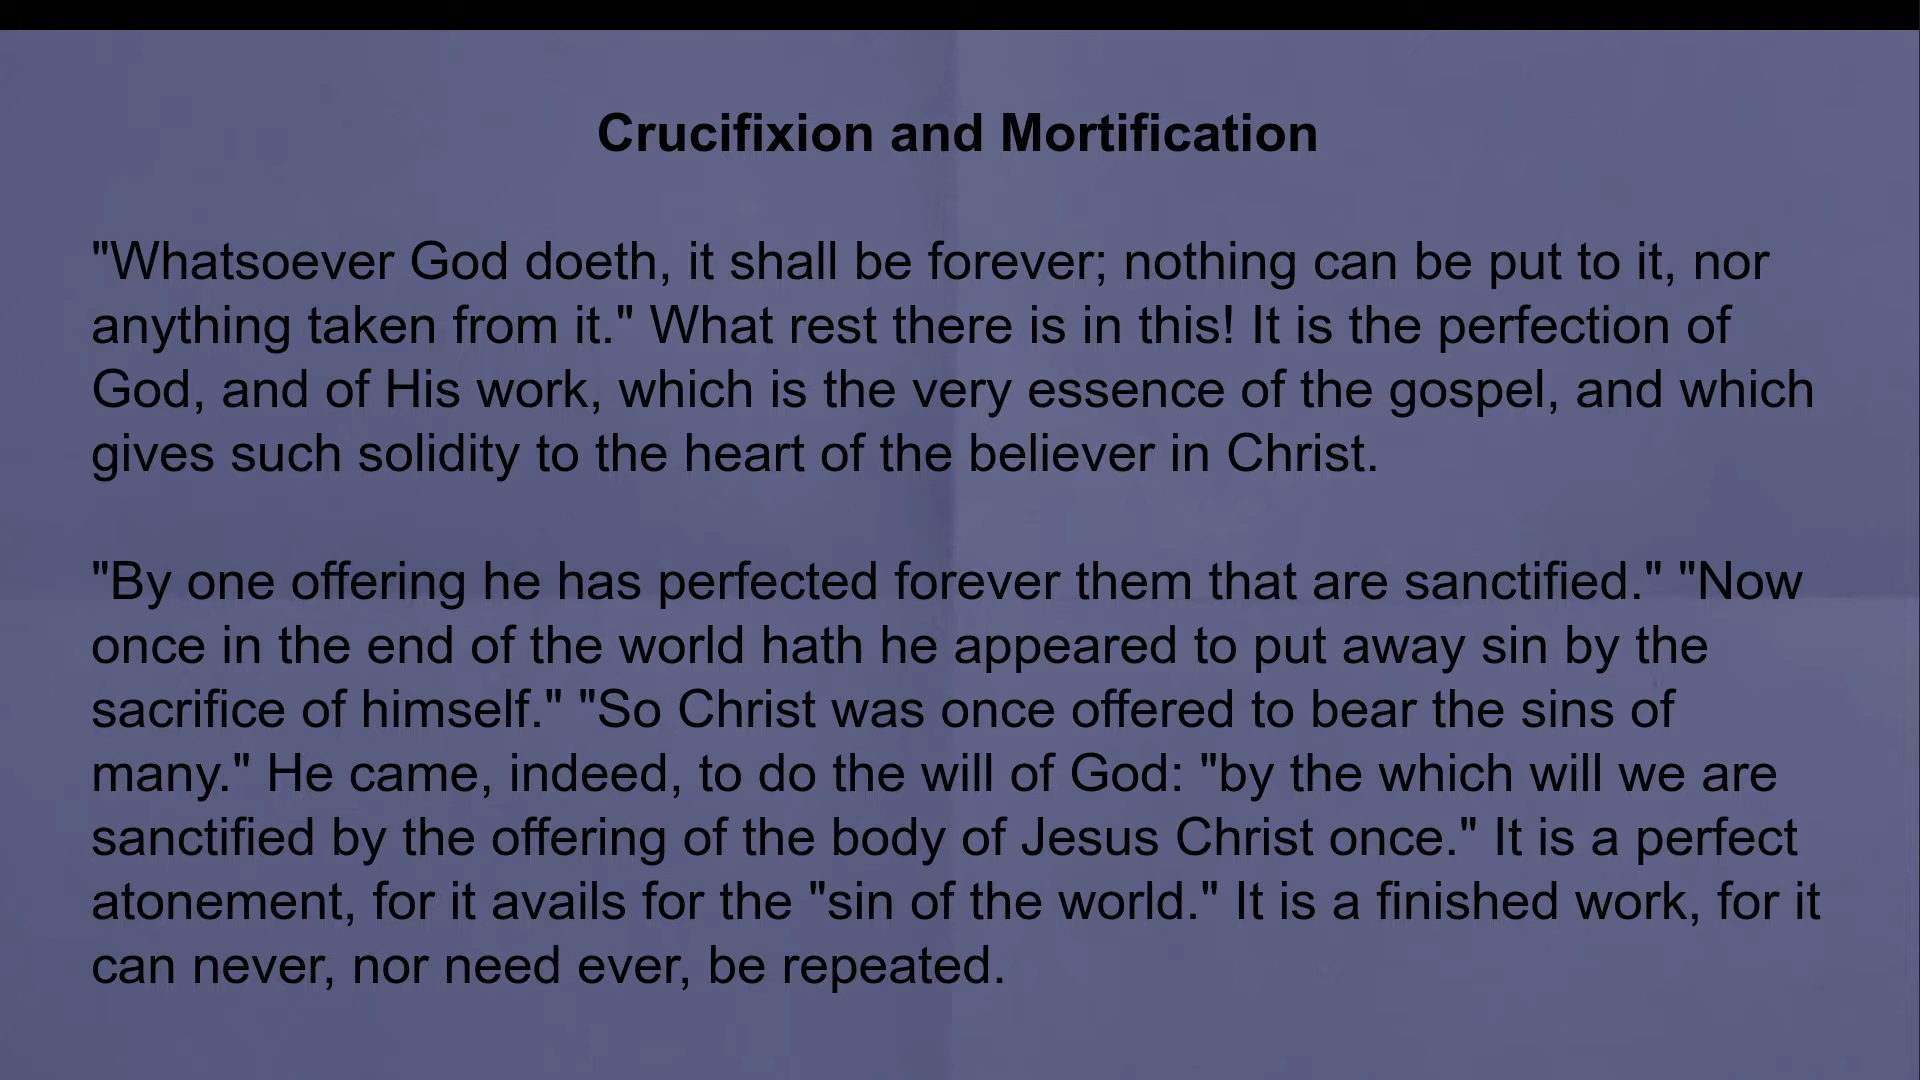 Crucifixion and Mortification
"Whatsoever God doeth, it shall be forever; nothing can be put to it, nor
anything taken from it." What rest there is in this! It is the perfection of
God, and of His work, which is the very essence of the gospel, and which
gives such solidity to the heart of the believer in Christ.
"By one offering he has perfected forever them that are sanctified." "Now
once in the end of the world hath he appeared to put away sin by the
sacrifice of himself." "So Christ was once offered to bear the sins of
many." He came, indeed, to do the will of God: "by the which will we are
sanctified by the offering of the body of Jesus Christ once." It is a perfect
atonement, for it avails for the "sin of the world." It is a finished work, for it
can never, nor need ever, be repeated.